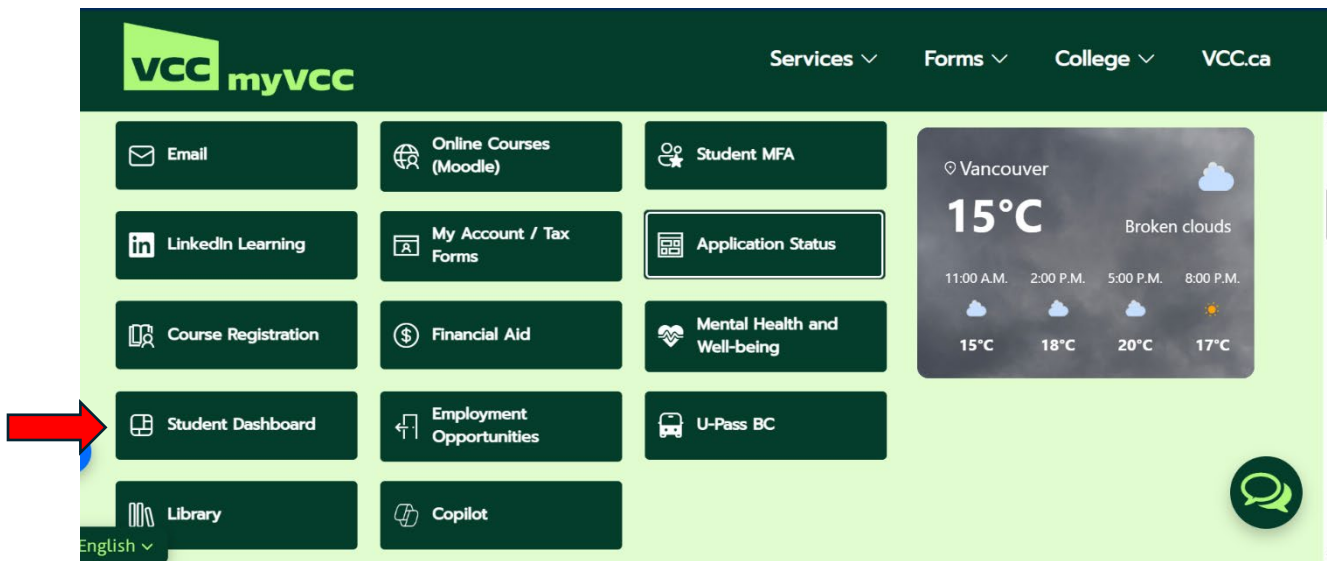 VCC myVCC
Services Forms College VCC.ca
Email
Online Courses
(Moodle)
Student MFA
in LinkedIn Learning
My Account / Tax
Forms
Application Status
Course Registration
Financial Aid
Mental Health and
Well-being
Student Dashboard
Employment
Opportunities
U-Pass BC
Library
Copilot
Vancouver
15°C
Broken clouds
11:00 A.M. 2:00 P.M. 5:00 P.M. 8:00 P.M.
15°C 18°C 20°C 17°C
English